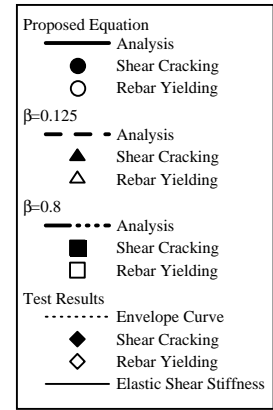 Proposed Equation
Analysis
Shear Cracking
Rebar Yielding
β=0.125
Analysis
Shear Cracking
Rebar Yielding
β=0.8
Analysis
Shear Cracking
Rebar Yielding
Test Results
Envelope Curve
Shear Cracking
Rebar Yielding
Elastic Shear Stiffness